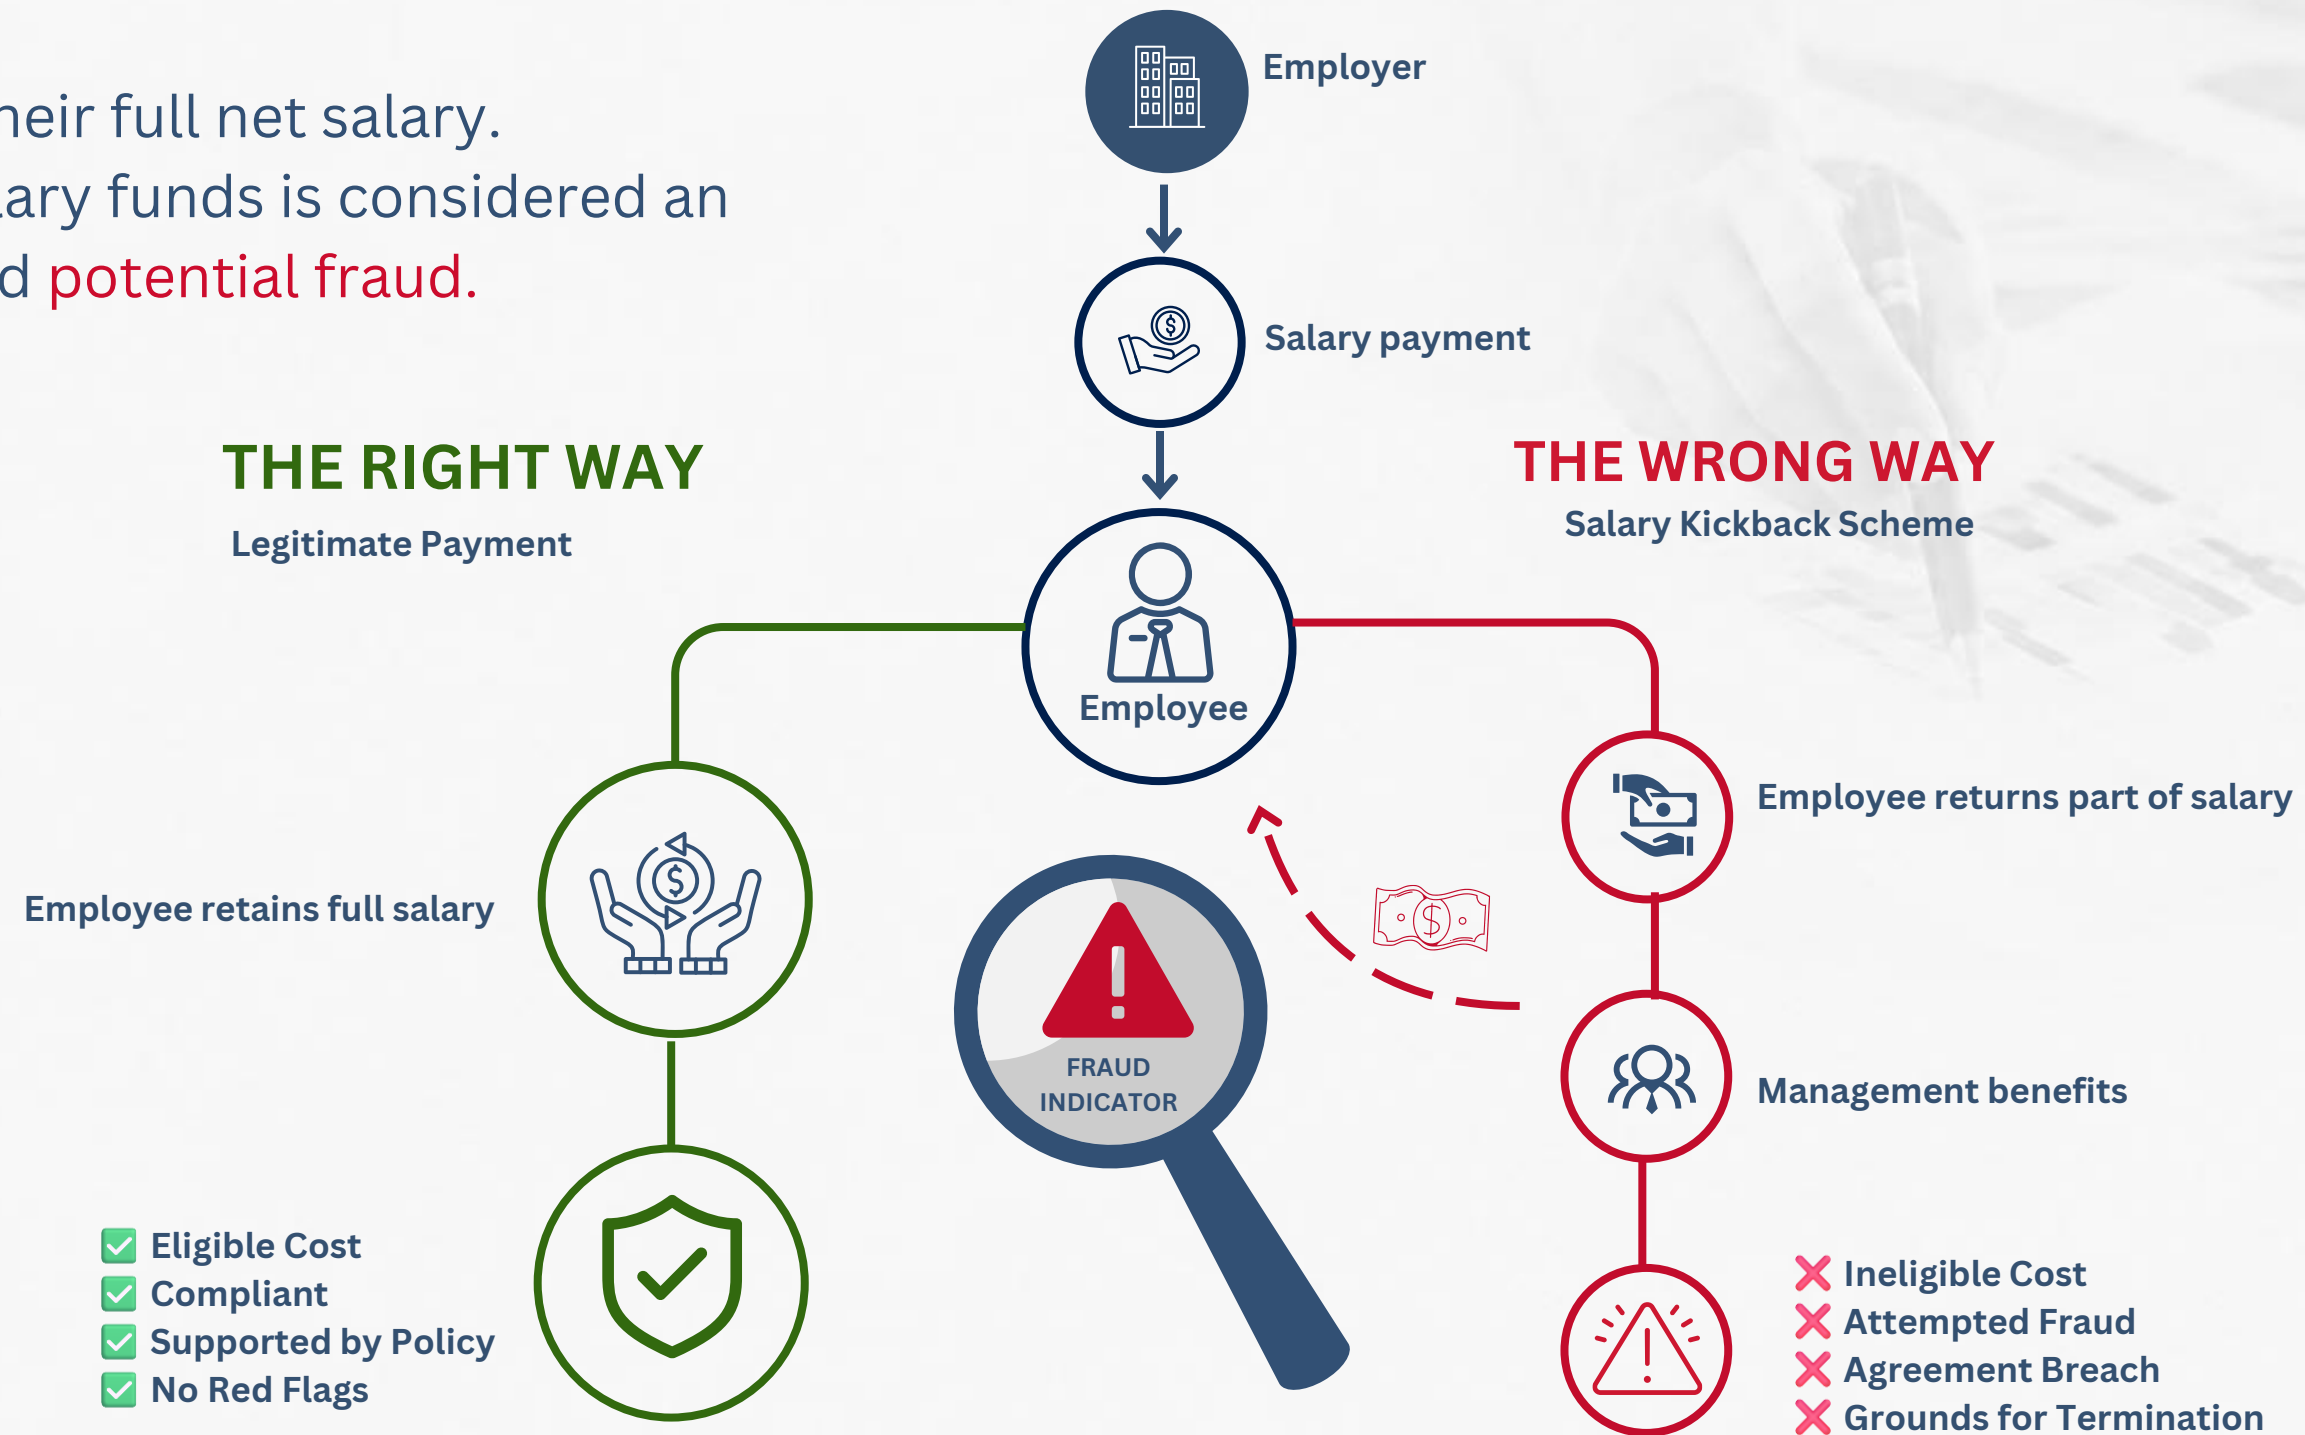 Employer
their full net salary.
salary funds is considered an
potential fraud.
Salary payment
THE RIGHT WAY
Legitimate Payment
THE WRONG WAY
Salary Kickback Scheme
Employee
Employee retains full salary
Employee returns part of salary
FRAUD
INDICATOR
Management benefits
✅ Eligible Cost
✅ Compliant
✅ Supported by Policy
✅ No Red Flags
❌ Ineligible Cost
❌ Attempted Fraud
❌ Agreement Breach
❌ Grounds for Termination